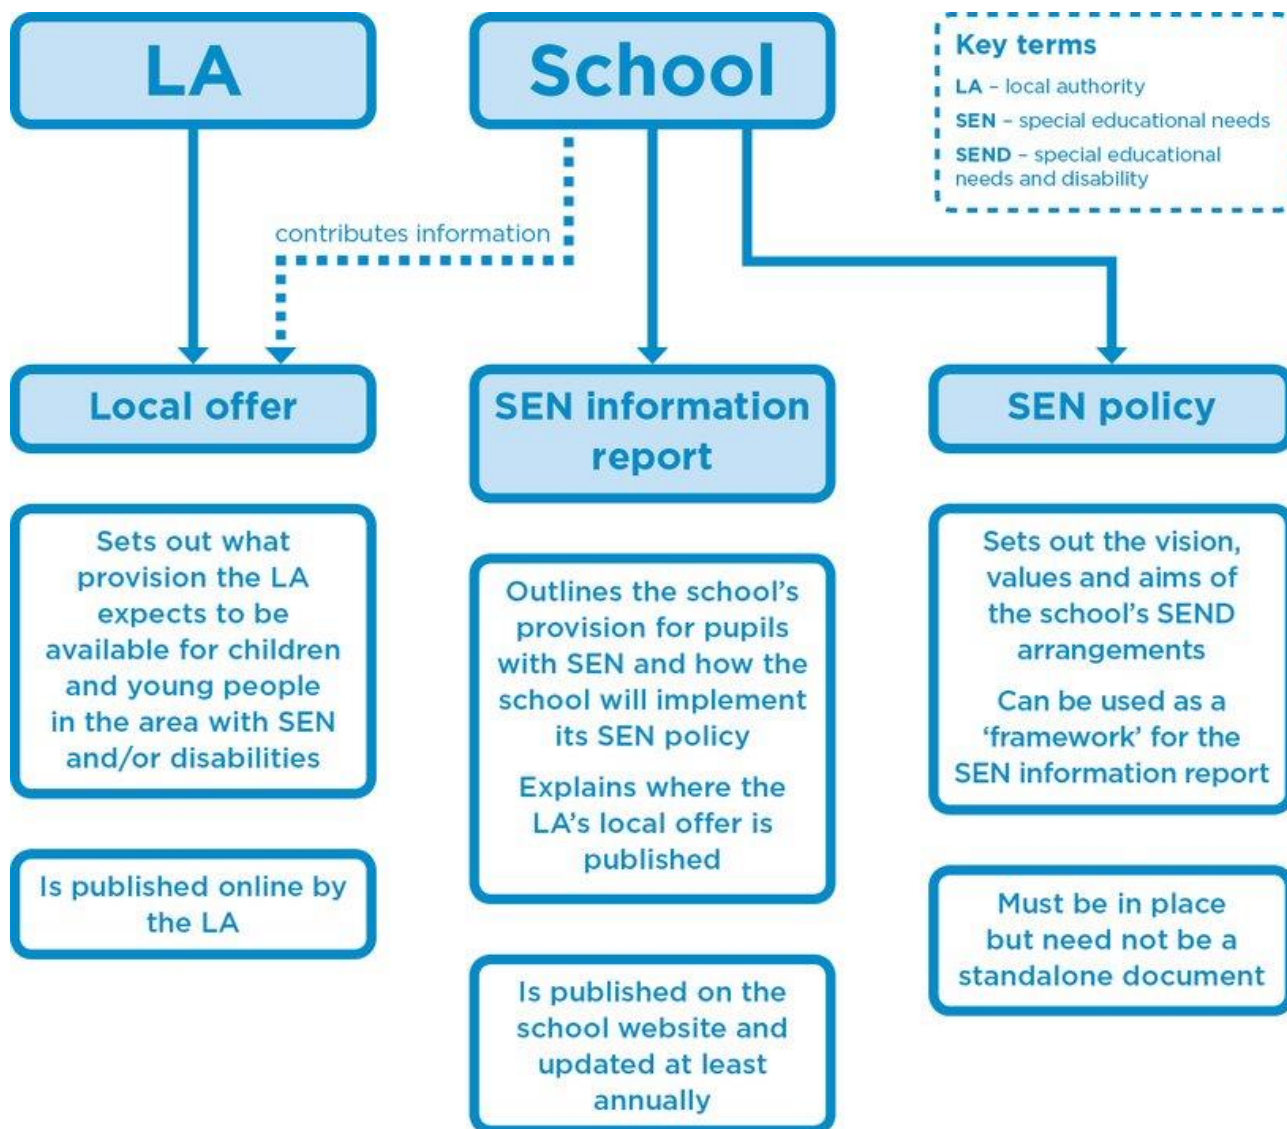 LA
School
Key terms
LA – local authority
SEN – special educational needs
SEND – special educational
needs and disability
contributes information
Local offer
Sets out what
provision the LA
expects to be
available for children
and young people
in the area with SEN
and/or disabilities
Is published online by
the LA
SEN information
report
Outlines the school’s
provision for pupils
with SEN and how the
school will implement
its SEN policy
Explains where the
LA’s local offer is
published
Is published on the
school website and
updated at least
annually
SEN policy
Sets out the vision,
values and aims of
the school’s SEND
arrangements
Can be used as a
‘framework’ for the
SEN information report
Must be in place
but need not be a
standalone document